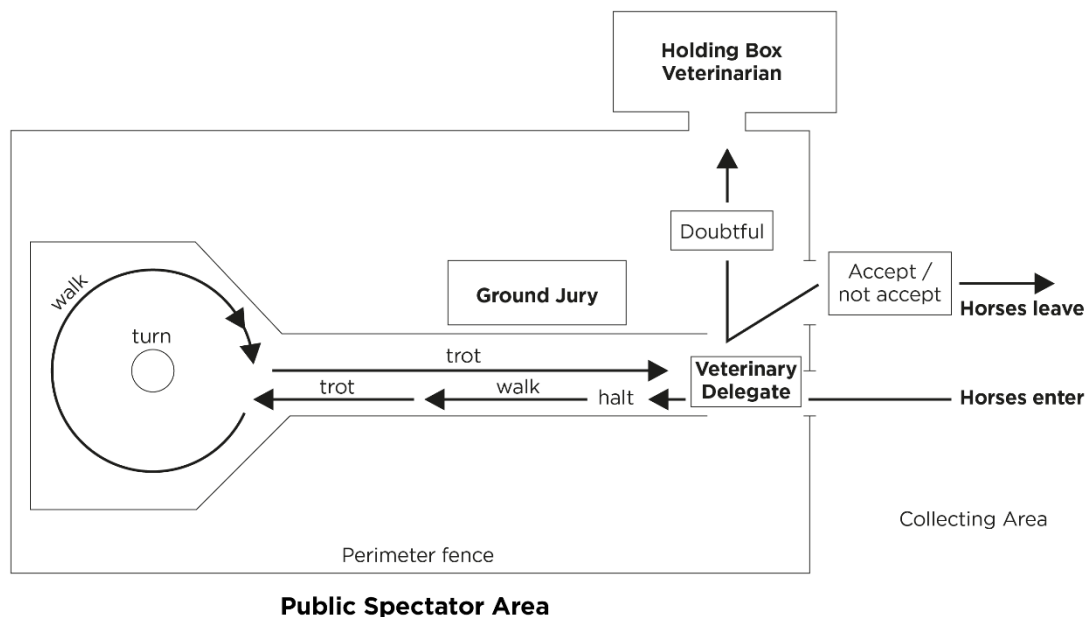 Holding Box
Veterinarian
Doubtful
Accept /
not accept
Horses leave
Ground Jury
walk
turn
trot
Veterinary
Delegate
trot
walk
halt
Horses enter
Collecting Area
Perimeter fence
Public Spectator Area